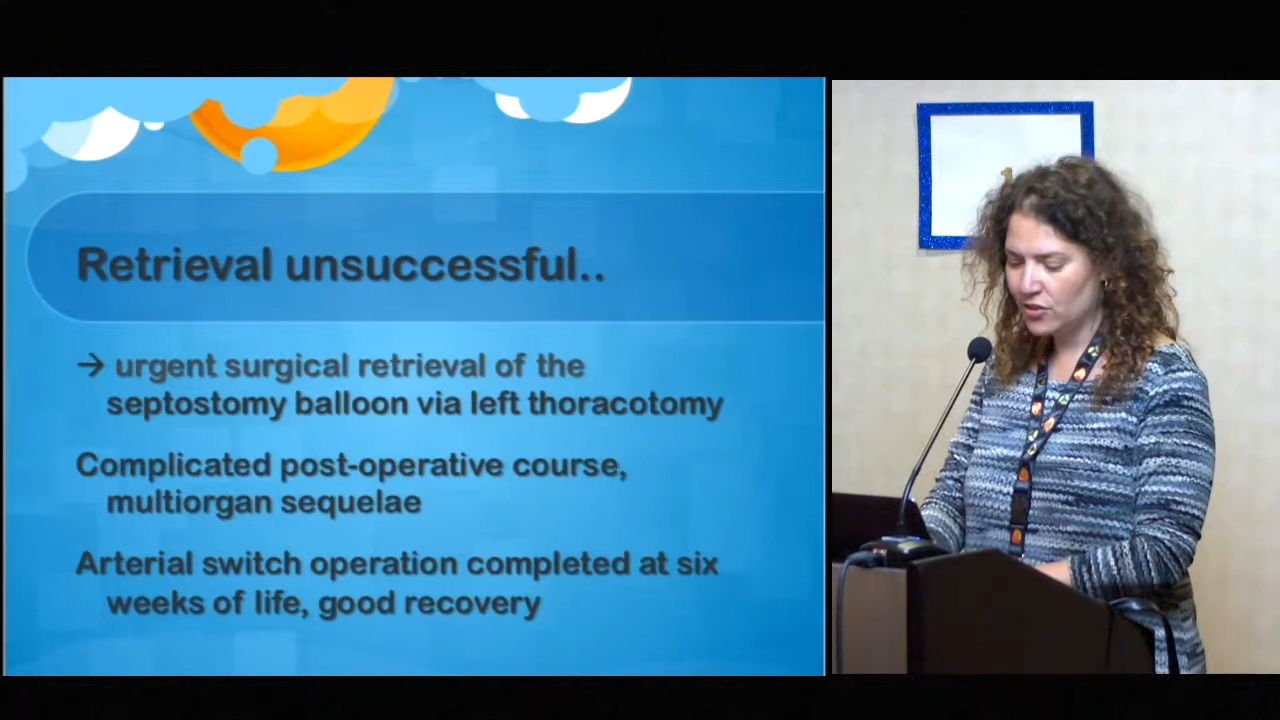 Retrieval unsuccessful..
→ urgent surgical retrieval of the
septostomy balloon via left thoracotomy
Complicated post-operative course,
multiorgan sequelae
Arterial switch operation completed at six
weeks of life, good recovery